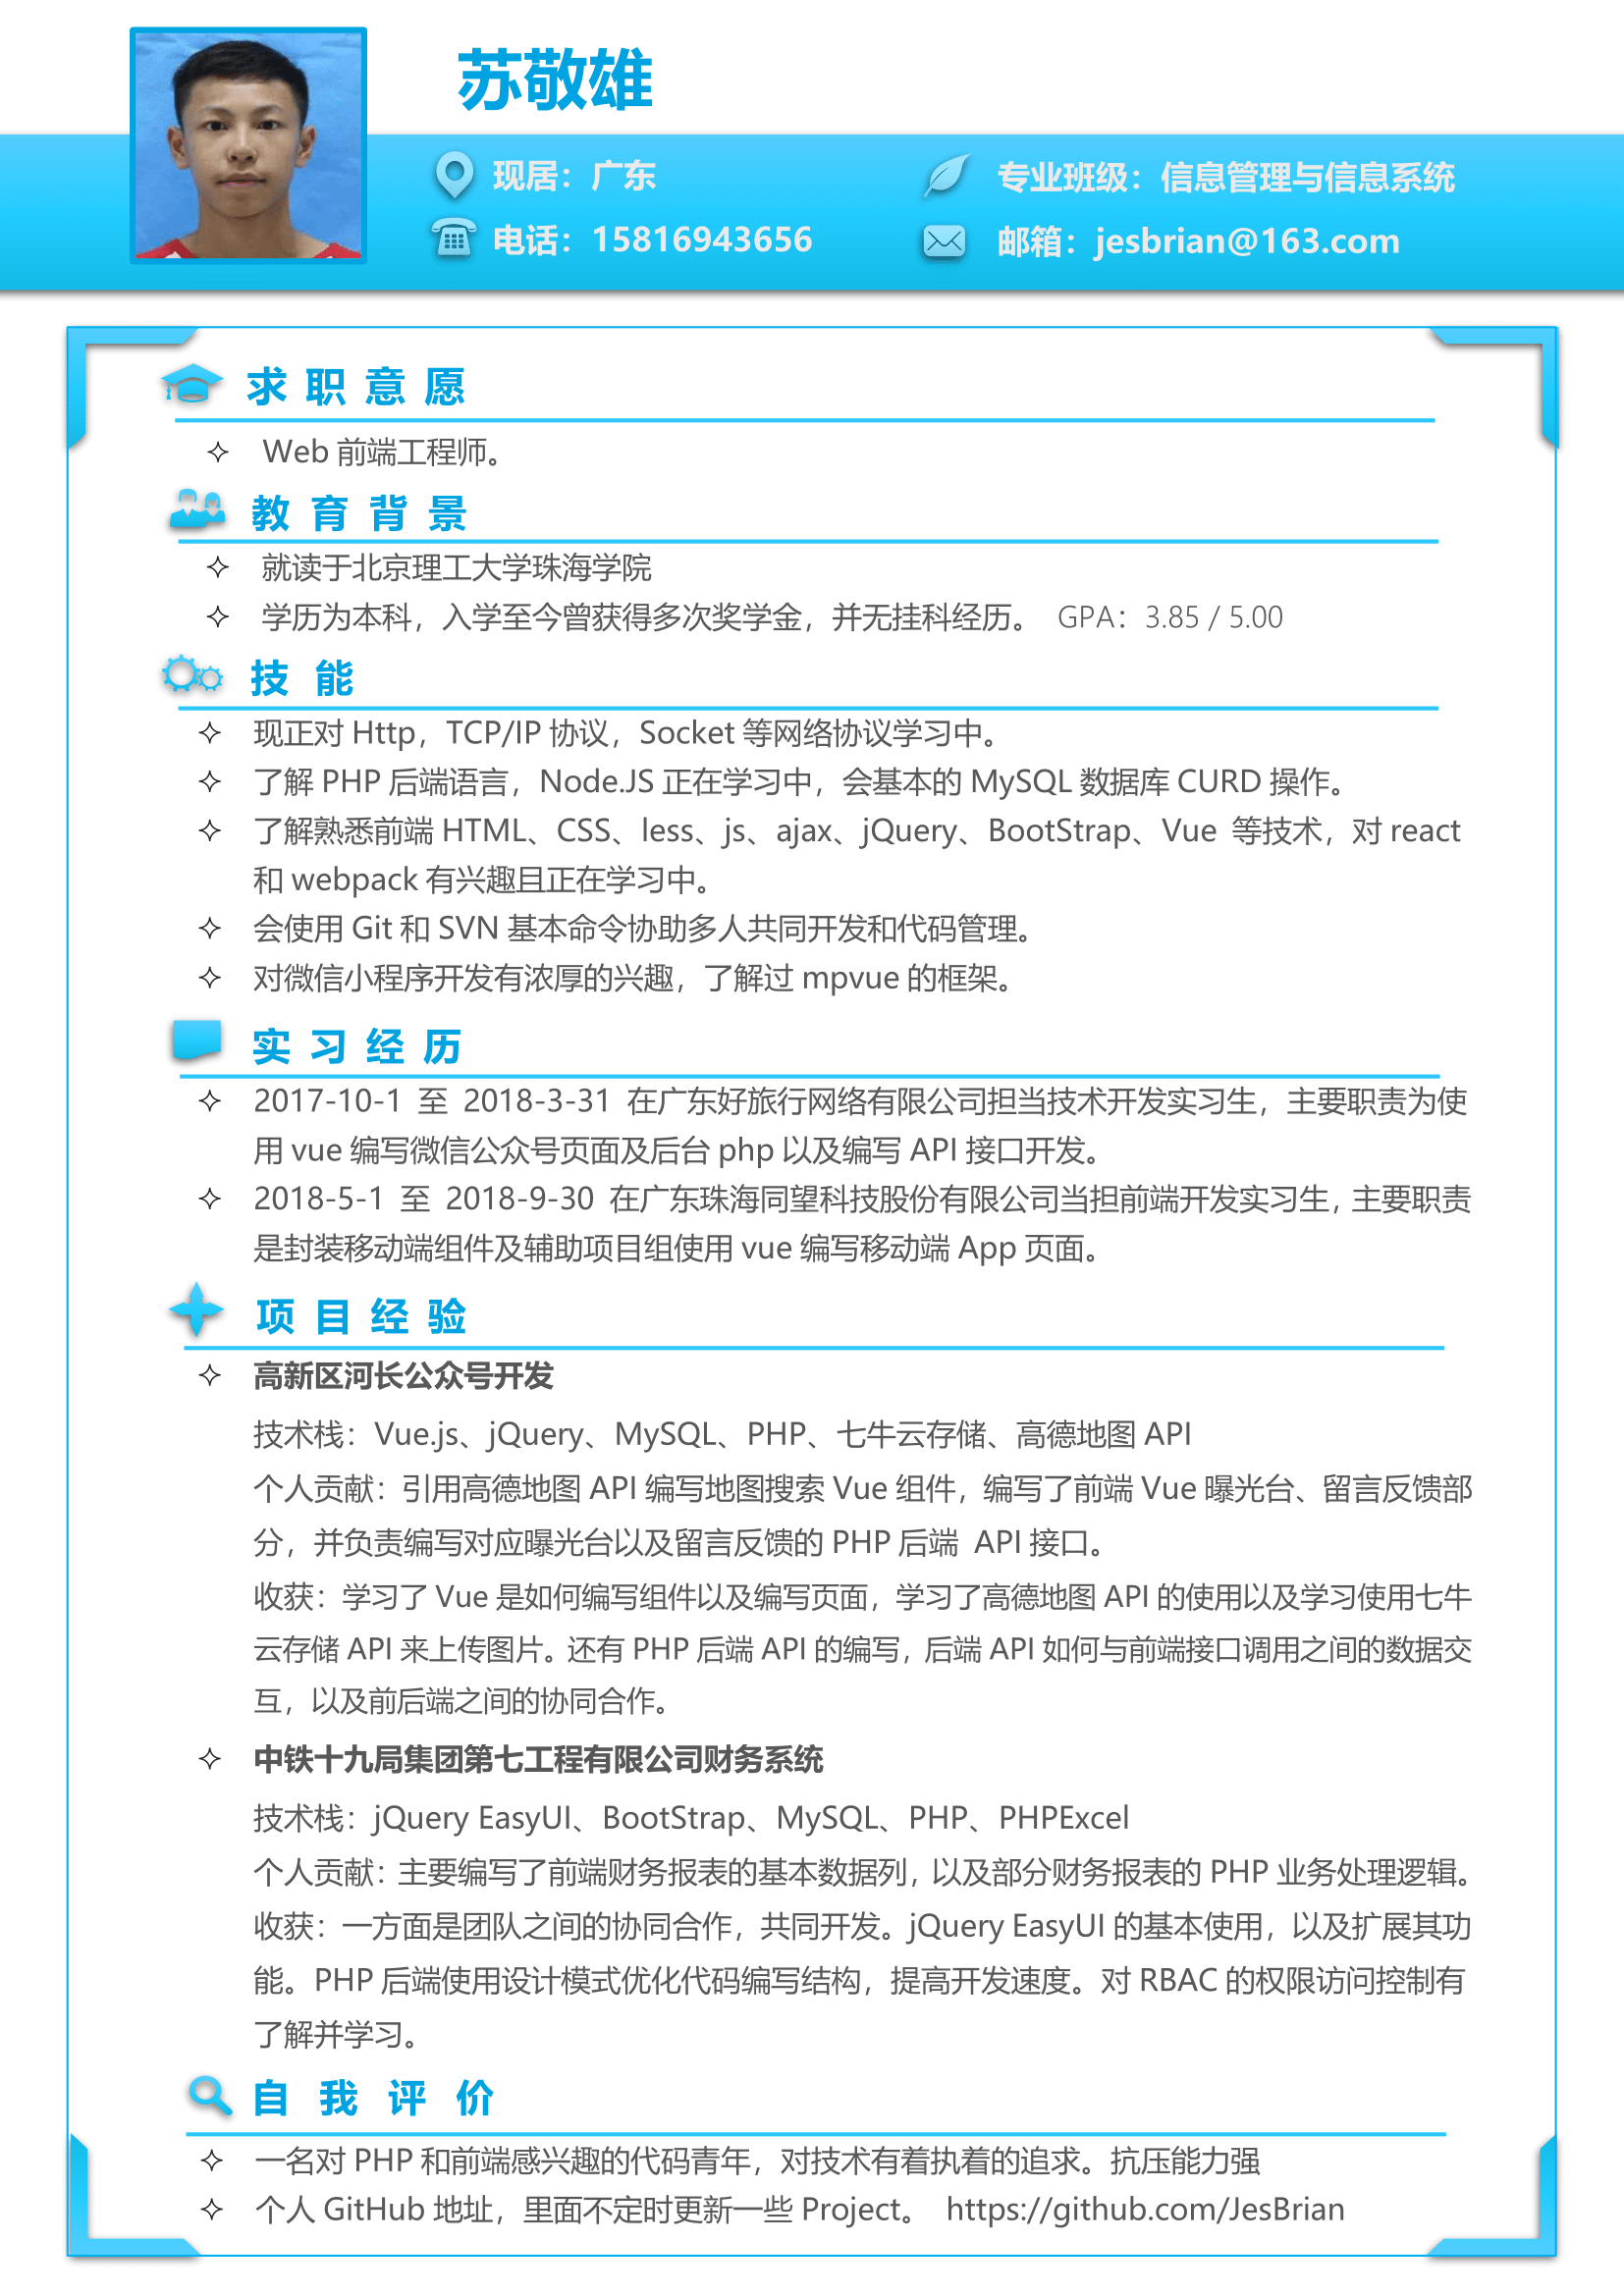 苏敬雄
现居：广东
专业班级：信息管理与信息系统
电话：15816943656
邮箱：jesbrian@163.com
求职意愿
Web 前端工程师。
教育背景
就读于北京理工大学珠海学院
学历为本科，入学至今曾获得多次奖学金，并无挂科经历。 GPA：3.85 / 5.00
技能
现正对 Http，TCP/IP 协议，Socket 等网络协议学习中。
了解 PHP 后端语言，Node.JS 正在学习中，会基本的 MySQL 数据库 CURD 操作。
了解熟悉前端 HTML、CSS、less、js、ajax、jQuery、BootStrap、Vue 等技术，对 react
和 webpack 有兴趣且正在学习中。
会使用 Git 和 SVN 基本命令协助多人共同开发和代码管理。
对微信小程序开发有浓厚的兴趣，了解过 mpvue 的框架。
实习经历
2017-10-1 至 2018-3-31 在广东好旅行网络有限公司担当技术开发实习生，主要职责为使
用 vue 编写微信公众号页面及后台 php 以及编写 API 接口开发。
2018-5-1 至 2018-9-30 在广东珠海同望科技股份有限公司当担前端开发实习生，主要职责
是封装移动端组件及辅助项目组使用 vue 编写移动端 App 页面。
项目经验
高新区河长公众号开发
技术栈：Vue.js、jQuery、MySQL、PHP、七牛云存储、高德地图 API
个人贡献：引用高德地图 API 编写地图搜索 Vue 组件，编写了前端 Vue 曝光台、留言反馈部
分，并负责编写对应曝光台以及留言反馈的 PHP 后端 API 接口。
收获：学习了 Vue 是如何编写组件以及编写页面，学习了高德地图 API 的使用以及学习使用七牛
云存储 API 来上传图片。还有 PHP 后端 API 的编写，后端 API 如何与前端接口调用之间的数据交
互，以及前后端之间的协同合作。
中铁十九局集团第七工程有限公司财务系统
技术栈：jQuery EasyUI、BootStrap、MySQL、PHP、PHPExcel
个人贡献：主要编写了前端财务报表的基本数据列，以及部分财务报表的 PHP 业务处理逻辑。
收获：一方面是团队之间的协同合作，共同开发。jQuery EasyUI 的基本使用，以及扩展其功
能。PHP 后端使用设计模式优化代码编写结构，提高开发速度。对 RBAC 的权限访问控制有
了解并学习。
自我评价
一名对 PHP 和前端感兴趣的代码青年，对技术有着执着的追求。抗压能力强
个人 GitHub 地址，里面不定时更新一些 Project。 https://github.com/JesBrian